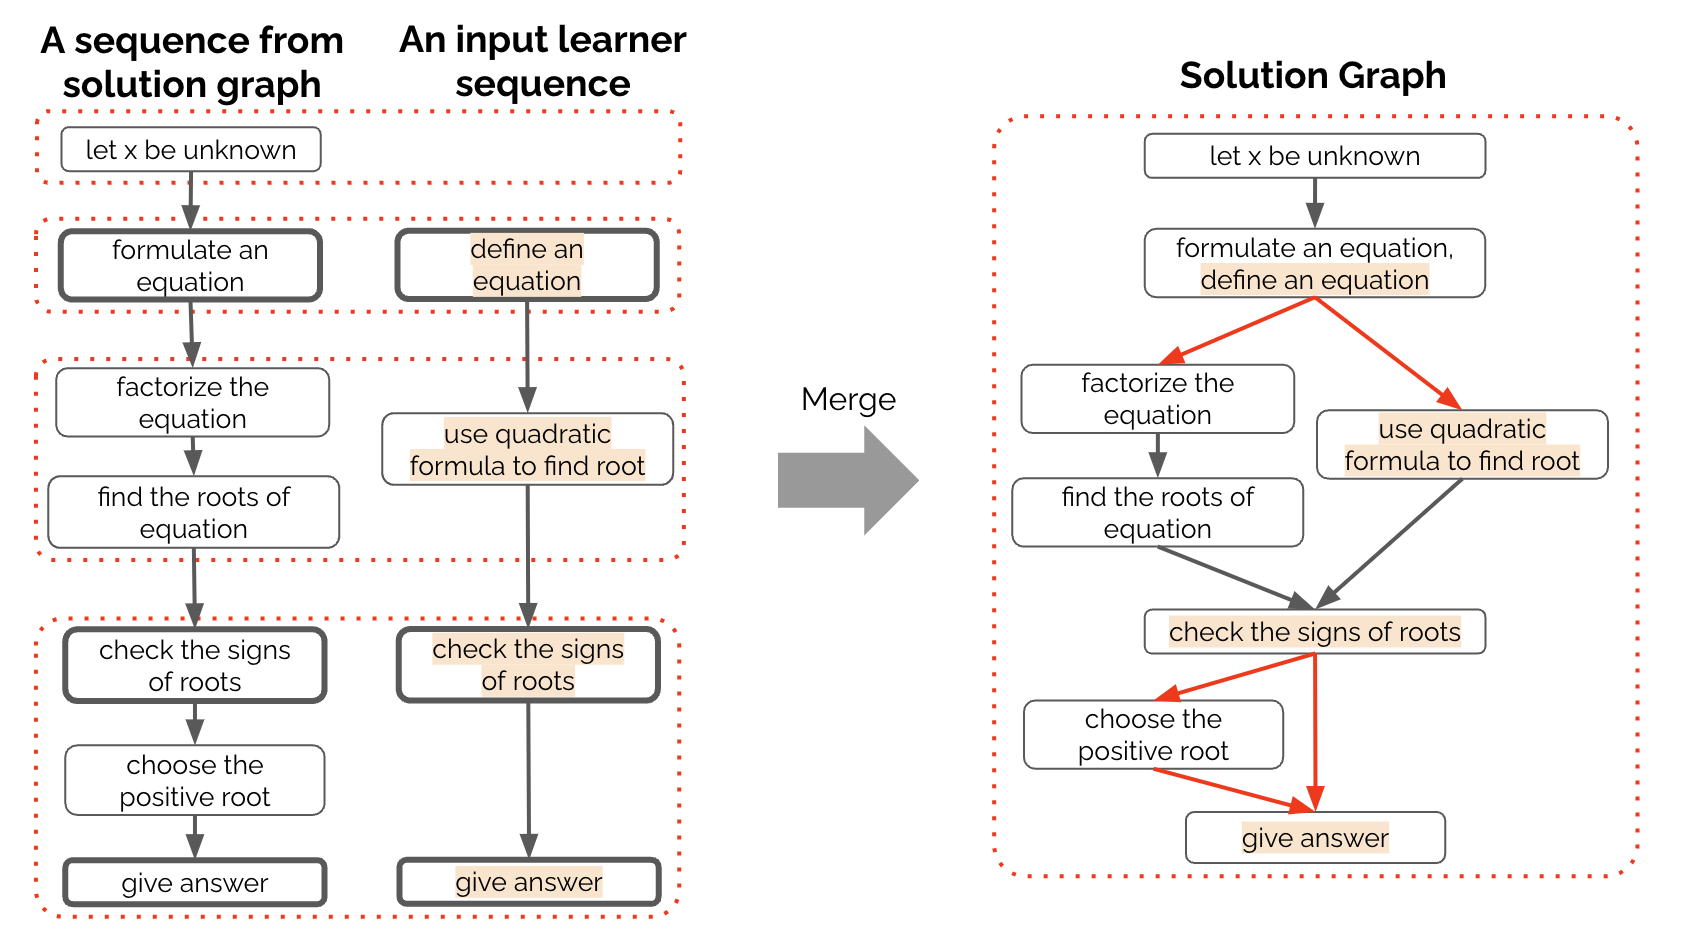 A sequence from
solution graph
An input learner
sequence
let x be unknown
formulate an
equation
define an
equation
factorize the
equation
use quadratic
formula to find root
find the roots of
equation
check the signs
of roots
check the signs
of roots
choose the
positive root
give answer
give answer
Merge
Solution Graph
let x be unknown
formulate an equation,
define an equation
factorize the
equation
use quadratic
formula to find root
find the roots of
equation
check the signs of roots
choose the
positive root
give answer